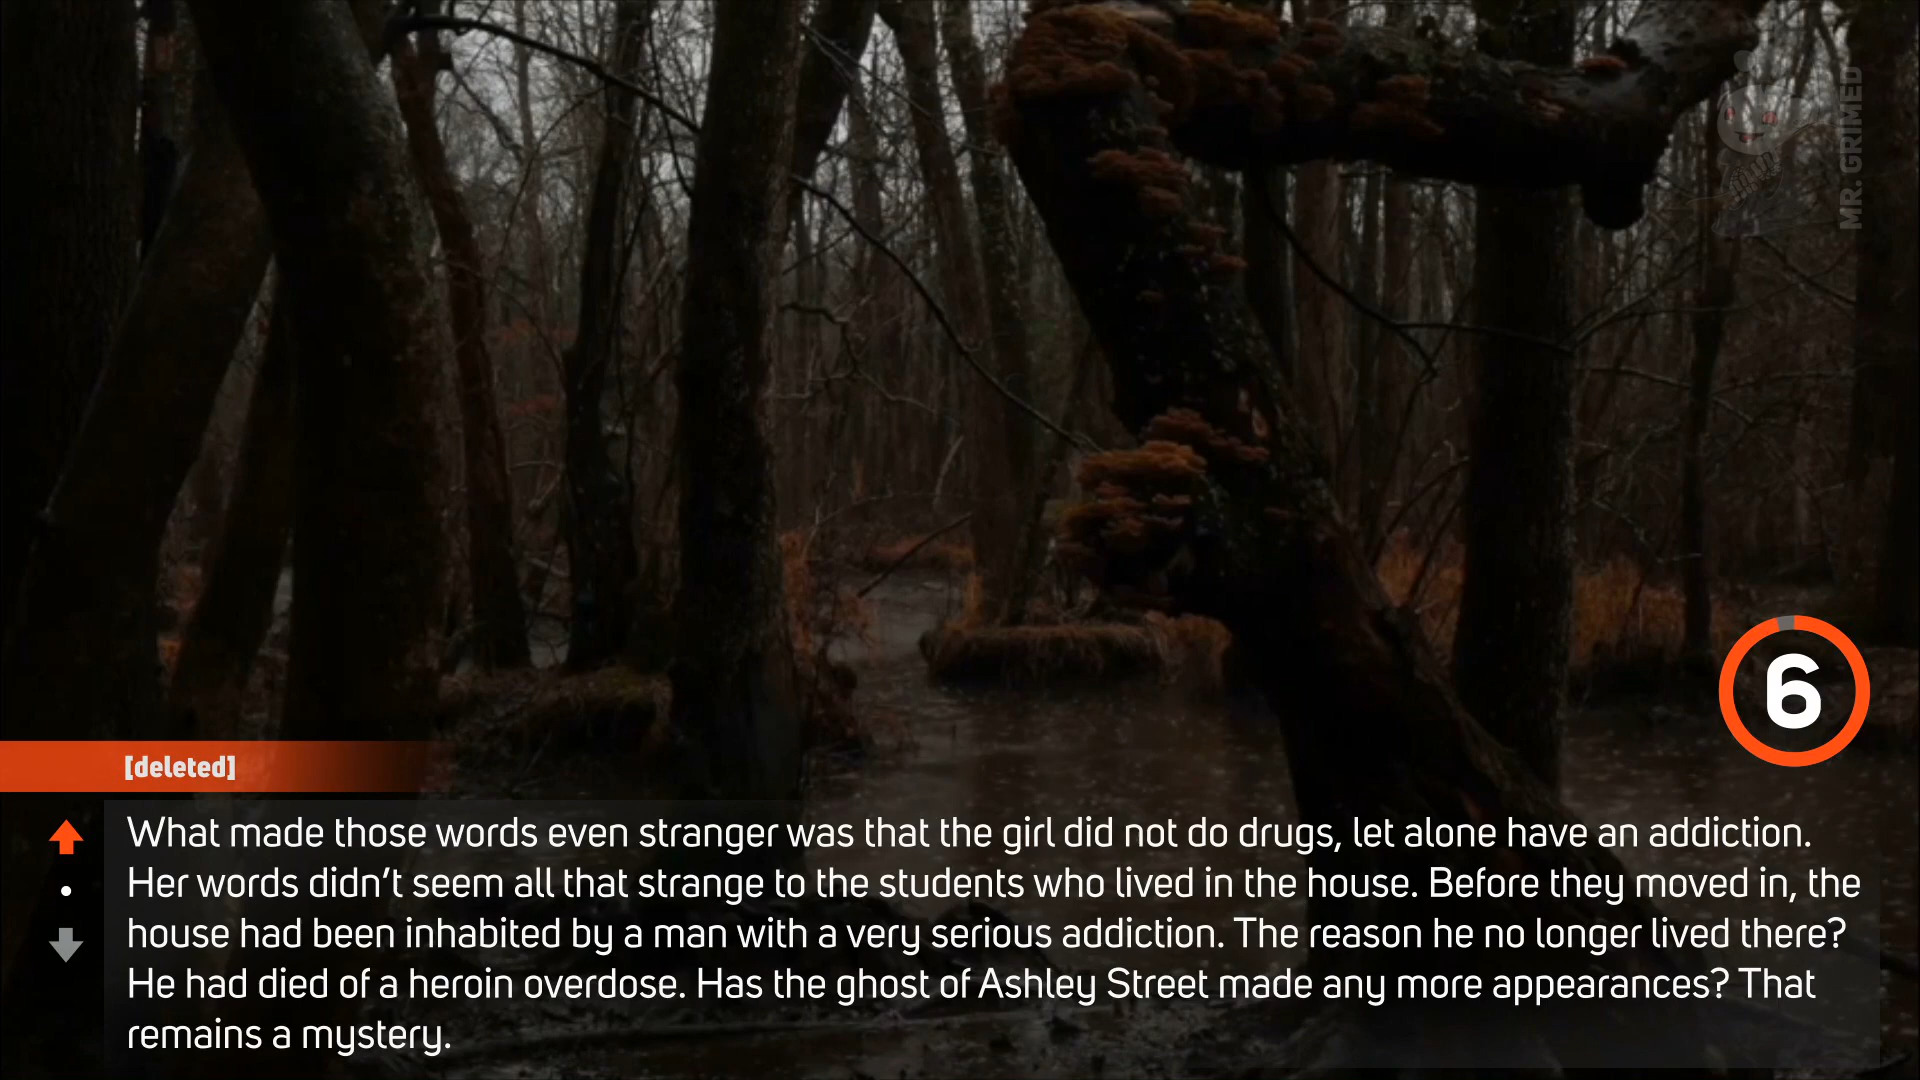 MR. GRIMED
6
[deleted]
What made those words even stranger was that the girl did not do drugs, let alone have an addiction.
Her words didn’t seem all that strange to the students who lived in the house. Before they moved in, the
house had been inhabited by a man with a very serious addiction. The reason he no longer lived there?
He had died of a heroin overdose. Has the ghost of Ashley Street made any more appearances? That
remains a mystery.